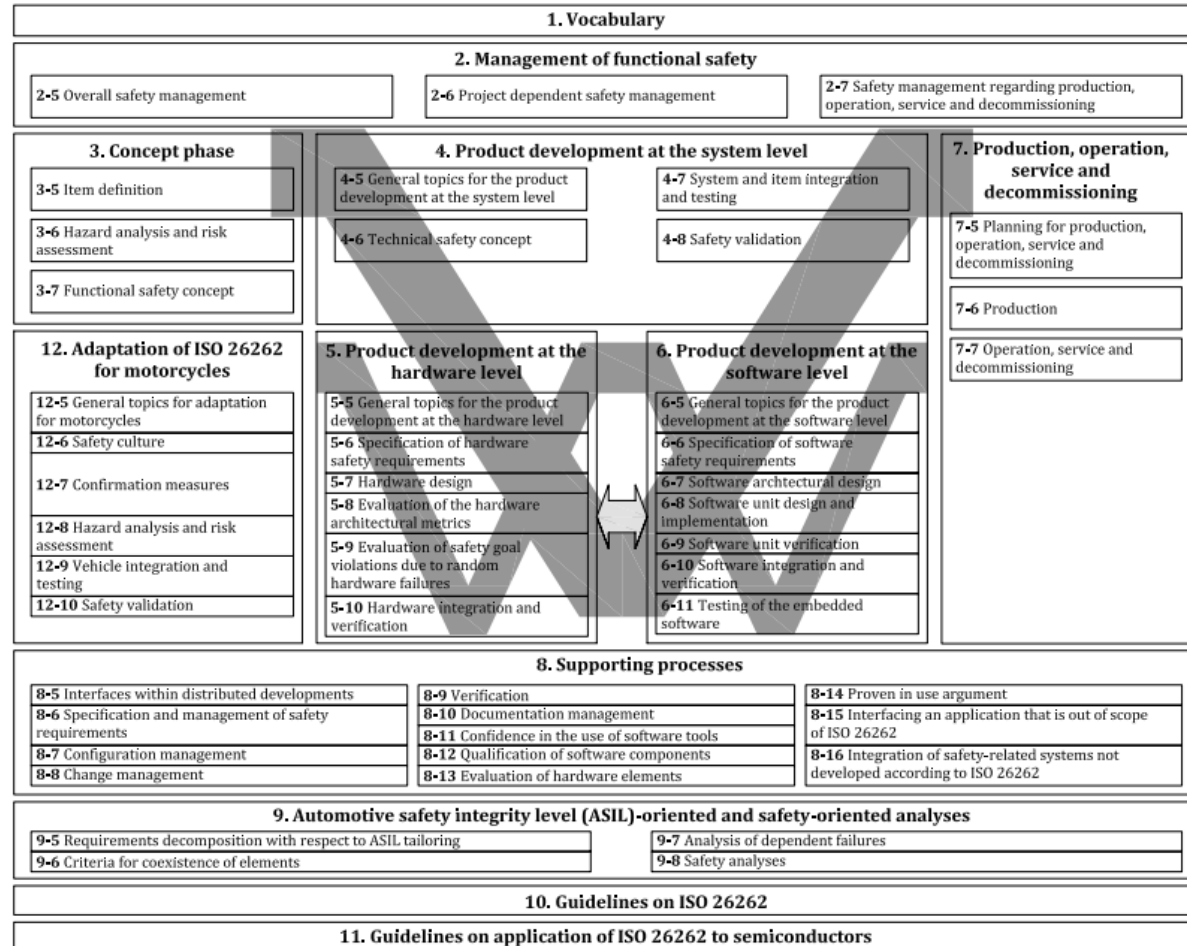 1. Vocabulary
2. Management of functional safety
2-5 Overall safety management
2-6 Project dependent safety management
2-7 Safety management regarding production,
operation, service and decommissioning
3. Concept phase
3-5 Item definition
3-6 Hazard analysis and risk
assessment
3-7 Functional safety concept
4. Product development at the system level
4-5 General topics for the product
development at the system level
4-6 Technical safety concept
4-7 System and item integration
and testing
4-8 Safety validation
7. Production, operation,
service and
decommissioning
7-5 Planning for production,
operation, service and
decommissioning
7-6 Production
7-7 Operation, service and
decommissioning
12. Adaptation of ISO 26262
for motorcycles
12-5 General topics for adaptation
for motorcycles
12-6 Safety culture
12-7 Confirmation measures
12-8 Hazard analysis and risk
assessment
12-9 Vehicle integration and
testing
12-10 Safety validation
5. Product development at the
hardware level
5-5 General topics for the product
development at the hardware level
5-6 Specification of hardware
safety requirements
5-7 Hardware design
5-8 Evaluation of the hardware
architectural metrics
5-9 Evaluation of safety goal
violations due to random
hardware failures
5-10 Hardware integration and
verification
6. Product development at the
software level
6-5 General topics for the product
development at the software level
6-6 Specification of software
safety requirements
6-7 Software archtectural design
6-8 Software unit design and
implementation
6-9 Software unit verification
6-10 Software integration and
verification
6-11 Testing of the embedded
software
8. Supporting processes
8-5 Interfaces within distributed developments
8-6 Specification and management of safety
requirements
8-7 Configuration management
8-8 Change management
8-9 Verification
8-10 Documentation management
8-11 Confidence in the use of software tools
8-12 Qualification of software components
8-13 Evaluation of hardware elements
8-14 Proven in use argument
8-15 Interfacing an application that is out of scope
of ISO 26262
8-16 Integration of safety-related systems not
developed according to ISO 26262
9. Automotive safety integrity level (ASIL)-oriented and safety-oriented analyses
9-5 Requirements decomposition with respect to ASIL tailoring
9-6 Criteria for coexistence of elements
9-7 Analysis of dependent failures
9-8 Safety analyses
10. Guidelines on ISO 26262
11. Guidelines on application of ISO 26262 to semiconductors